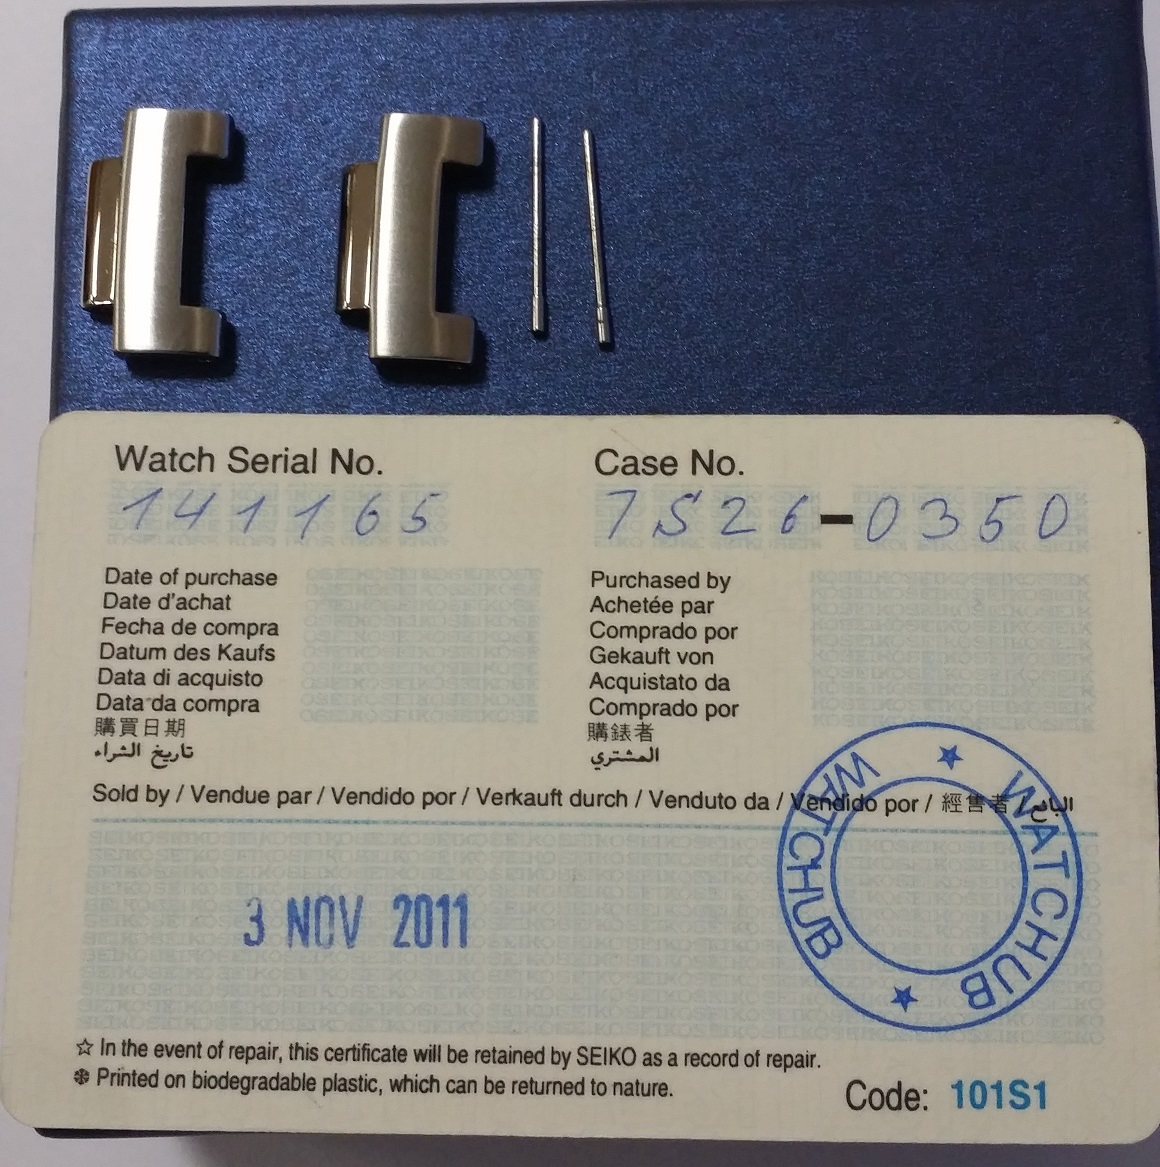 Watch Serial No.
141165
Case No.
7S26-0350
Date of purchase
Date d'achat
Fecha de compra
Datum des Kaufs
Data di acquisto
Data da compra
購買日期
تاريخ الشراء
Purchased by
Achetée par
Comprado por
Gekauft von
Acquistato da
Comprado por
購錶者
المشتري
Sold by / Vendue par / Vendido por / Verkauft durch / Venduto da / Vendido por / 經售者 / البائع
3 NOV 2011
WATCHUB ★ WATCHUB ★
☆ In the event of repair, this certificate will be retained by SEIKO as a record of repair.
❄ Printed on biodegradable plastic, which can be returned to nature.
Code: 101S1